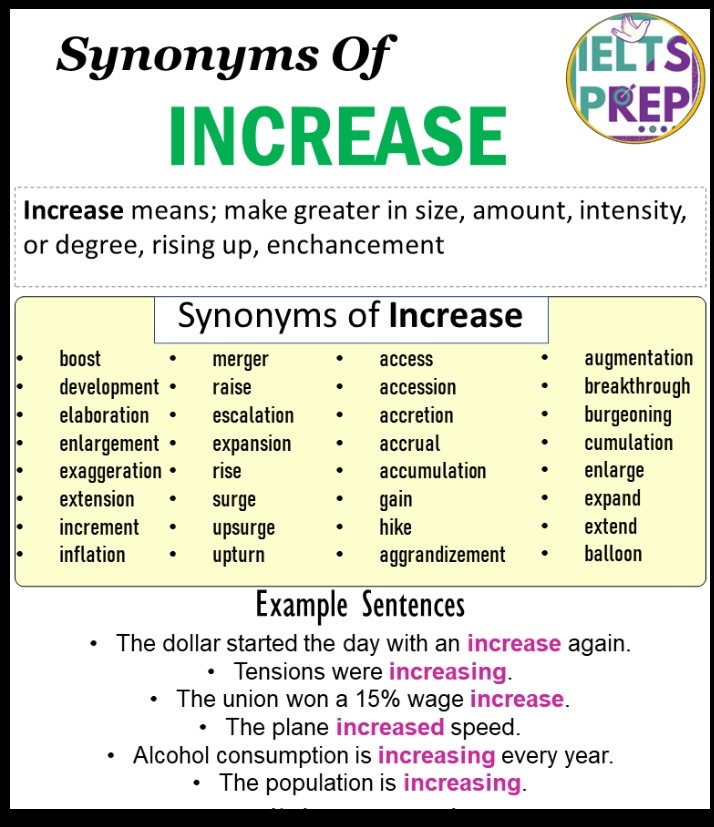 Synonyms Of
INCREASE
IELTS
PREP
Increase means; make greater in size, amount, intensity,
or degree, rising up, enchancement
Synonyms of Increase
• boost • merger • access • augmentation
• development • raise • accession • breakthrough
• elaboration • escalation • accretion • burgeoning
• enlargement • expansion • accrual • cumulation
• exaggeration • rise • accumulation • enlarge
• extension • surge • gain • expand
• increment • upsurge • hike • extend
• inflation • upturn • aggrandizement • balloon
Example Sentences
• The dollar started the day with an increase again.
• Tensions were increasing.
• The union won a 15% wage increase.
• The plane increased speed.
• Alcohol consumption is increasing every year.
• The population is increasing.